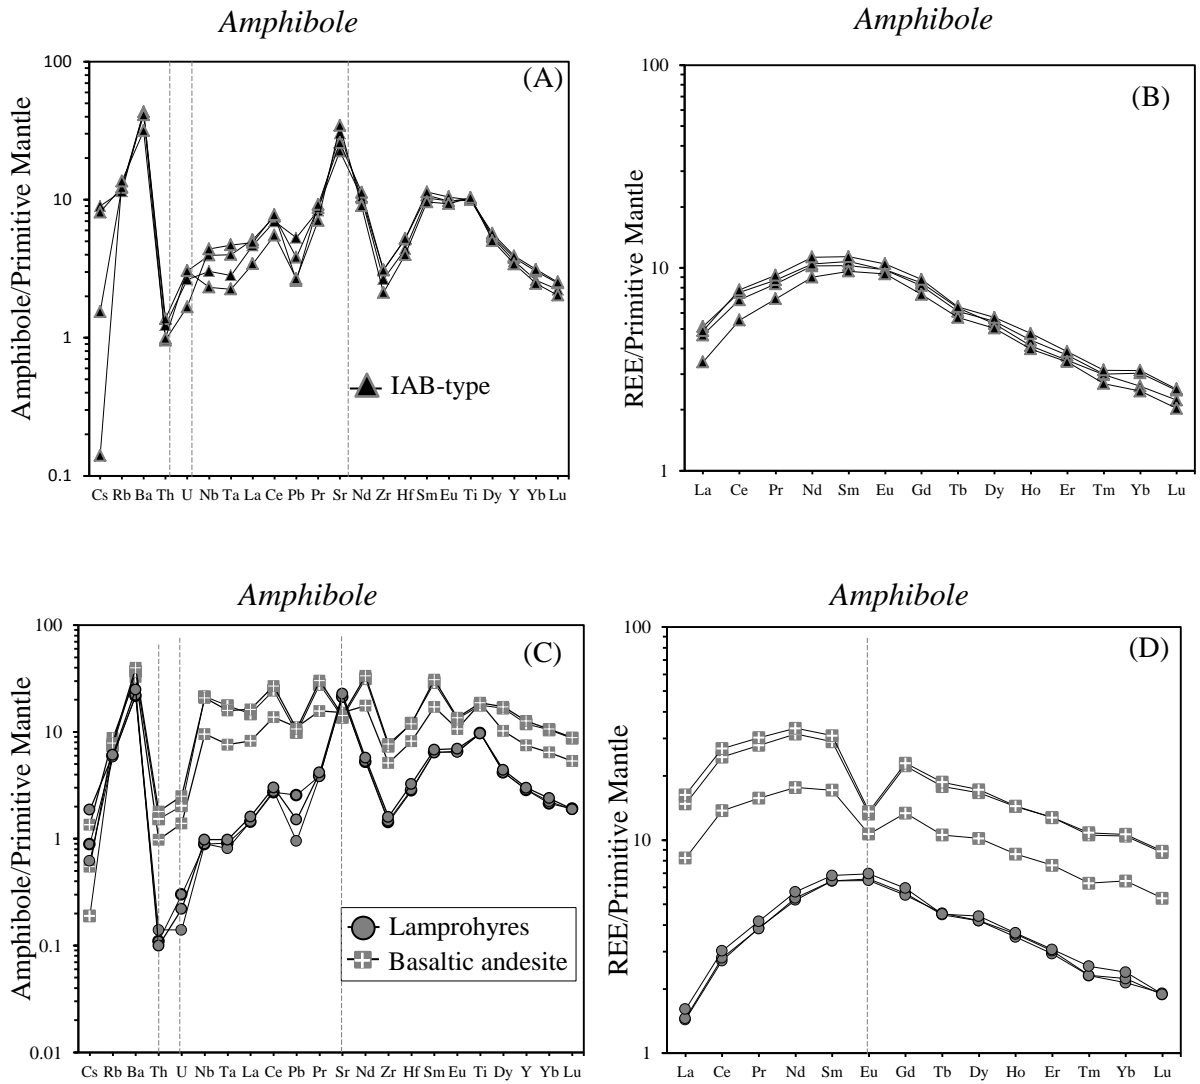 Amphibole
(A)
Amphibole/Primitive Mantle
100
10
1
0.1
IAB-type
Cs Rb Ba Th U Nb Ta La Ce Pb Pr Sr Nd Zr Hf Sm Eu Ti Dy Y Yb Lu
Amphibole
(B)
REE/Primitive Mantle
100
10
1
La Ce Pr Nd Sm Eu Gd Tb Dy Ho Er Tm Yb Lu
Amphibole
(C)
Amphibole/Primitive Mantle
100
10
1
0.1
0.01
Lamprohyres
Basaltic andesite
Cs Rb Ba Th U Nb Ta La Ce Pb Pr Sr Nd Zr Hf Sm Eu Ti Dy Y Yb Lu
Amphibole
(D)
REE/Primitive Mantle
100
10
1
La Ce Pr Nd Sm Eu Gd Tb Dy Ho Er Tm Yb Lu